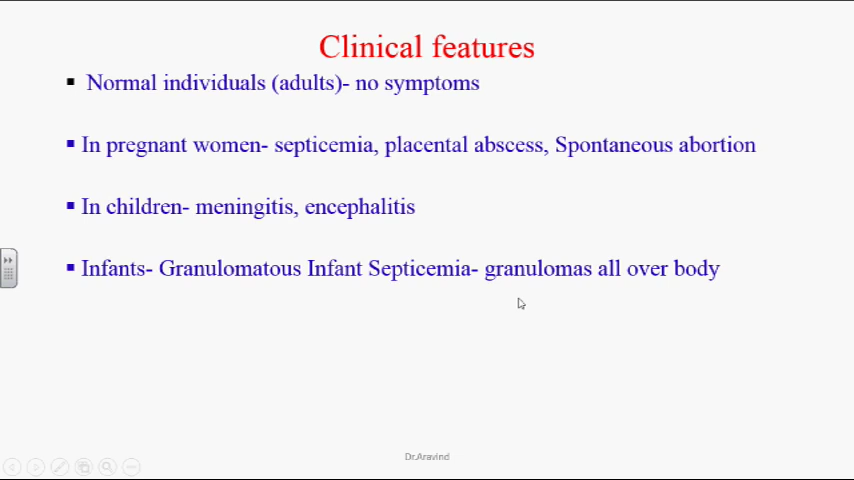 Clinical features
▪ Normal individuals (adults)- no symptoms
▪ In pregnant women- septicemia, placental abscess, Spontaneous abortion
▪ In children- meningitis, encephalitis
▪ Infants- Granulomatous Infant Septicemia- granulomas all over body
Dr.Aravind